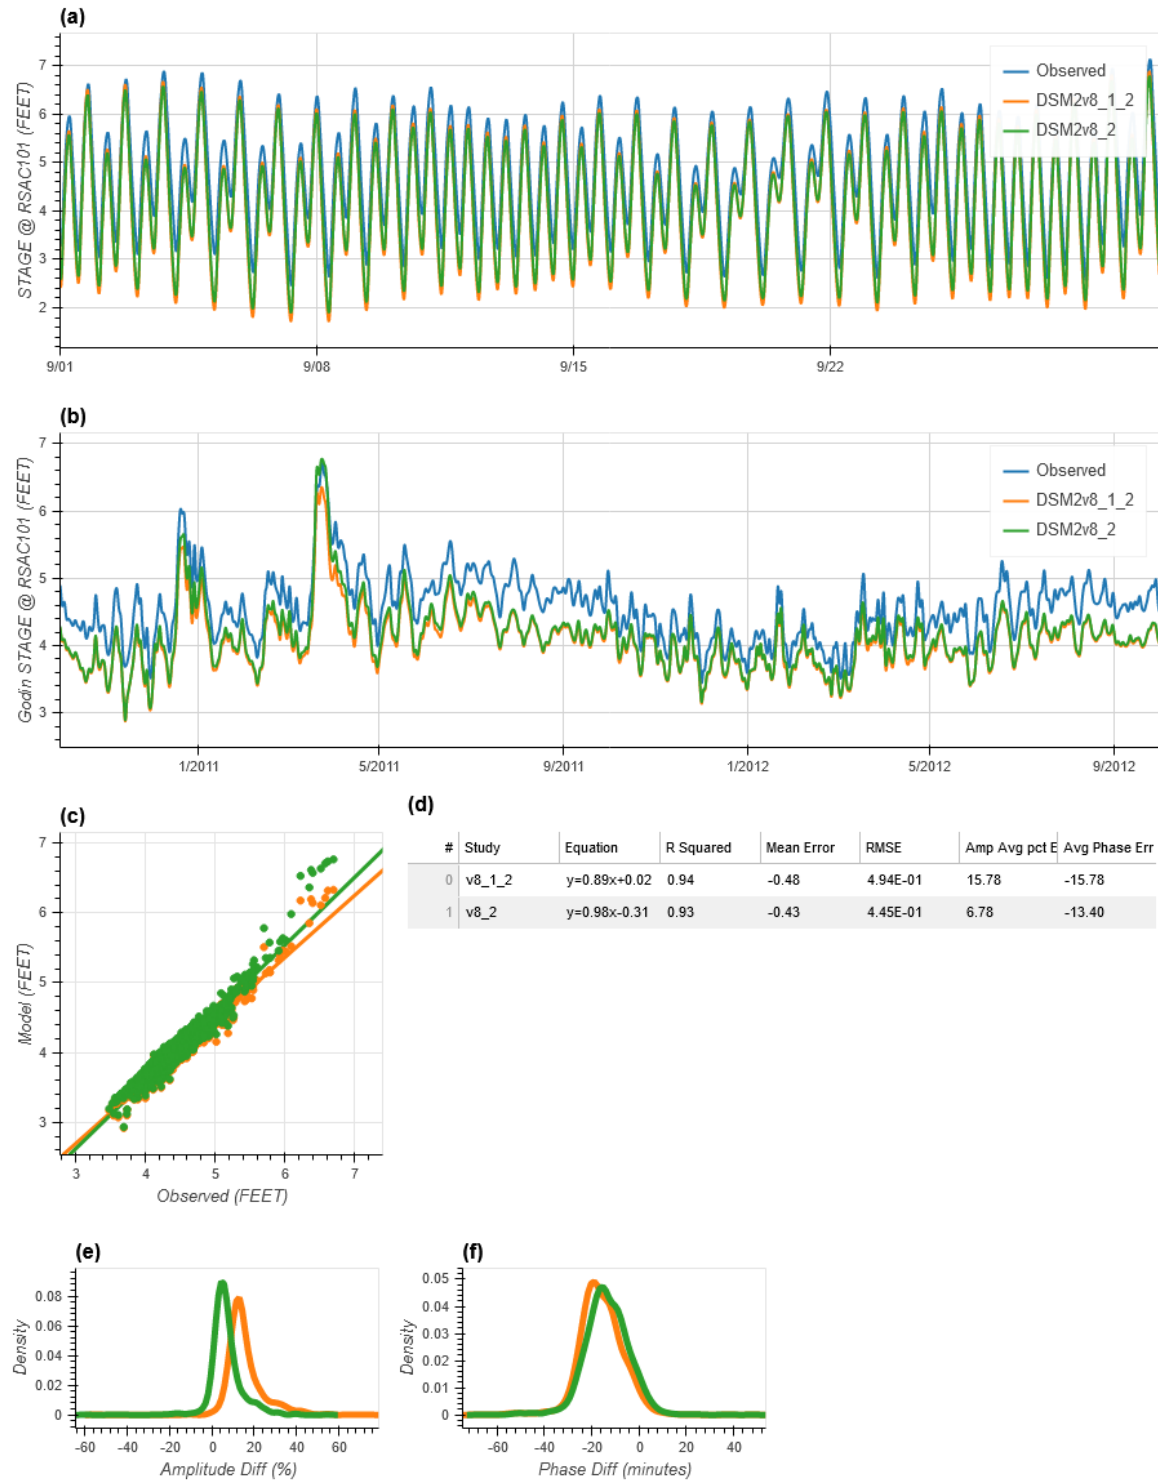 (a)
STAGE @ RSAC101 (FEET)
7
6
5
4
3
2
Observed
DSM2v8_1_2
DSM2v8_2
9/01
9/08
9/15
9/22
(b)
Godin STAGE @ RSAC101 (FEET)
7
6
5
4
3
Observed
DSM2v8_1_2
DSM2v8_2
1/2011
5/2011
9/2011
1/2012
5/2012
9/2012
(c)
Model (FEET)
7
6
5
4
3
3
4
5
6
7
Observed (FEET)
(d)
# Study Equation R Squared Mean Error RMSE Amp Avg pct E Avg Phase Err
0 v8_1_2 y=0.89x+0.02 0.94 -0.48 4.94E-01 15.78 -15.78
1 v8_2 y=0.98x-0.31 0.93 -0.43 4.45E-01 6.78 -13.40
(e)
Density
0.08
0.06
0.04
0.02
0
-60
-40
-20
0
20
40
60
Amplitude Diff (%)
(f)
Density
0.05
0.04
0.03
0.02
0.01
0
-60
-40
-20
0
20
40
Phase Diff (minutes)